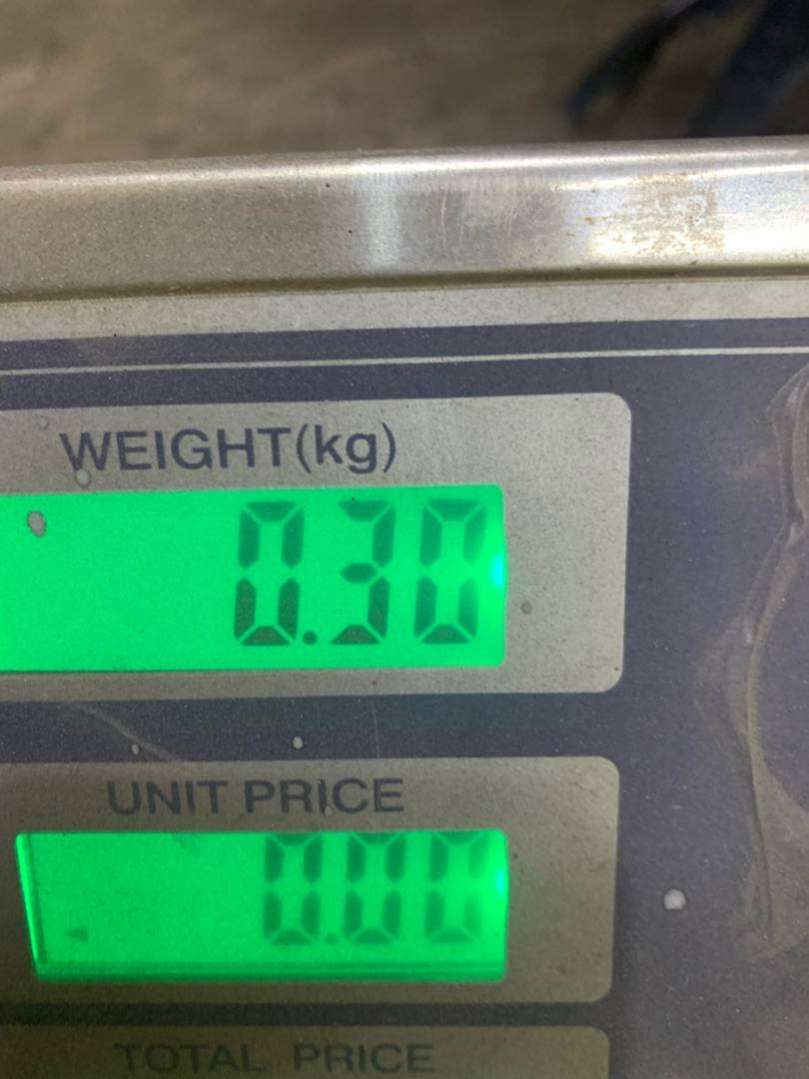 WEIGHT(kg)
0.30
UNIT PRICE
0.00
TOTAL PRICE